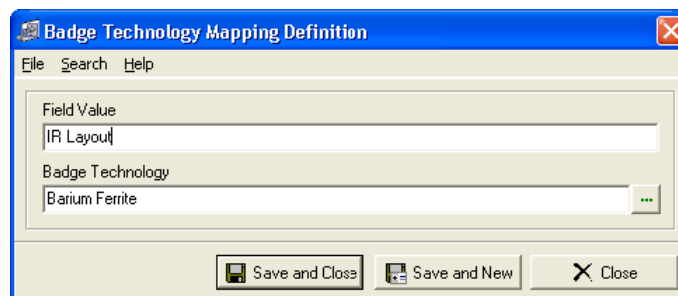 Badge Technology Mapping Definition
File Search Help
Field Value
IR Layout
Badge Technology
Barium Ferrite
...
Save and Close Save and New Close